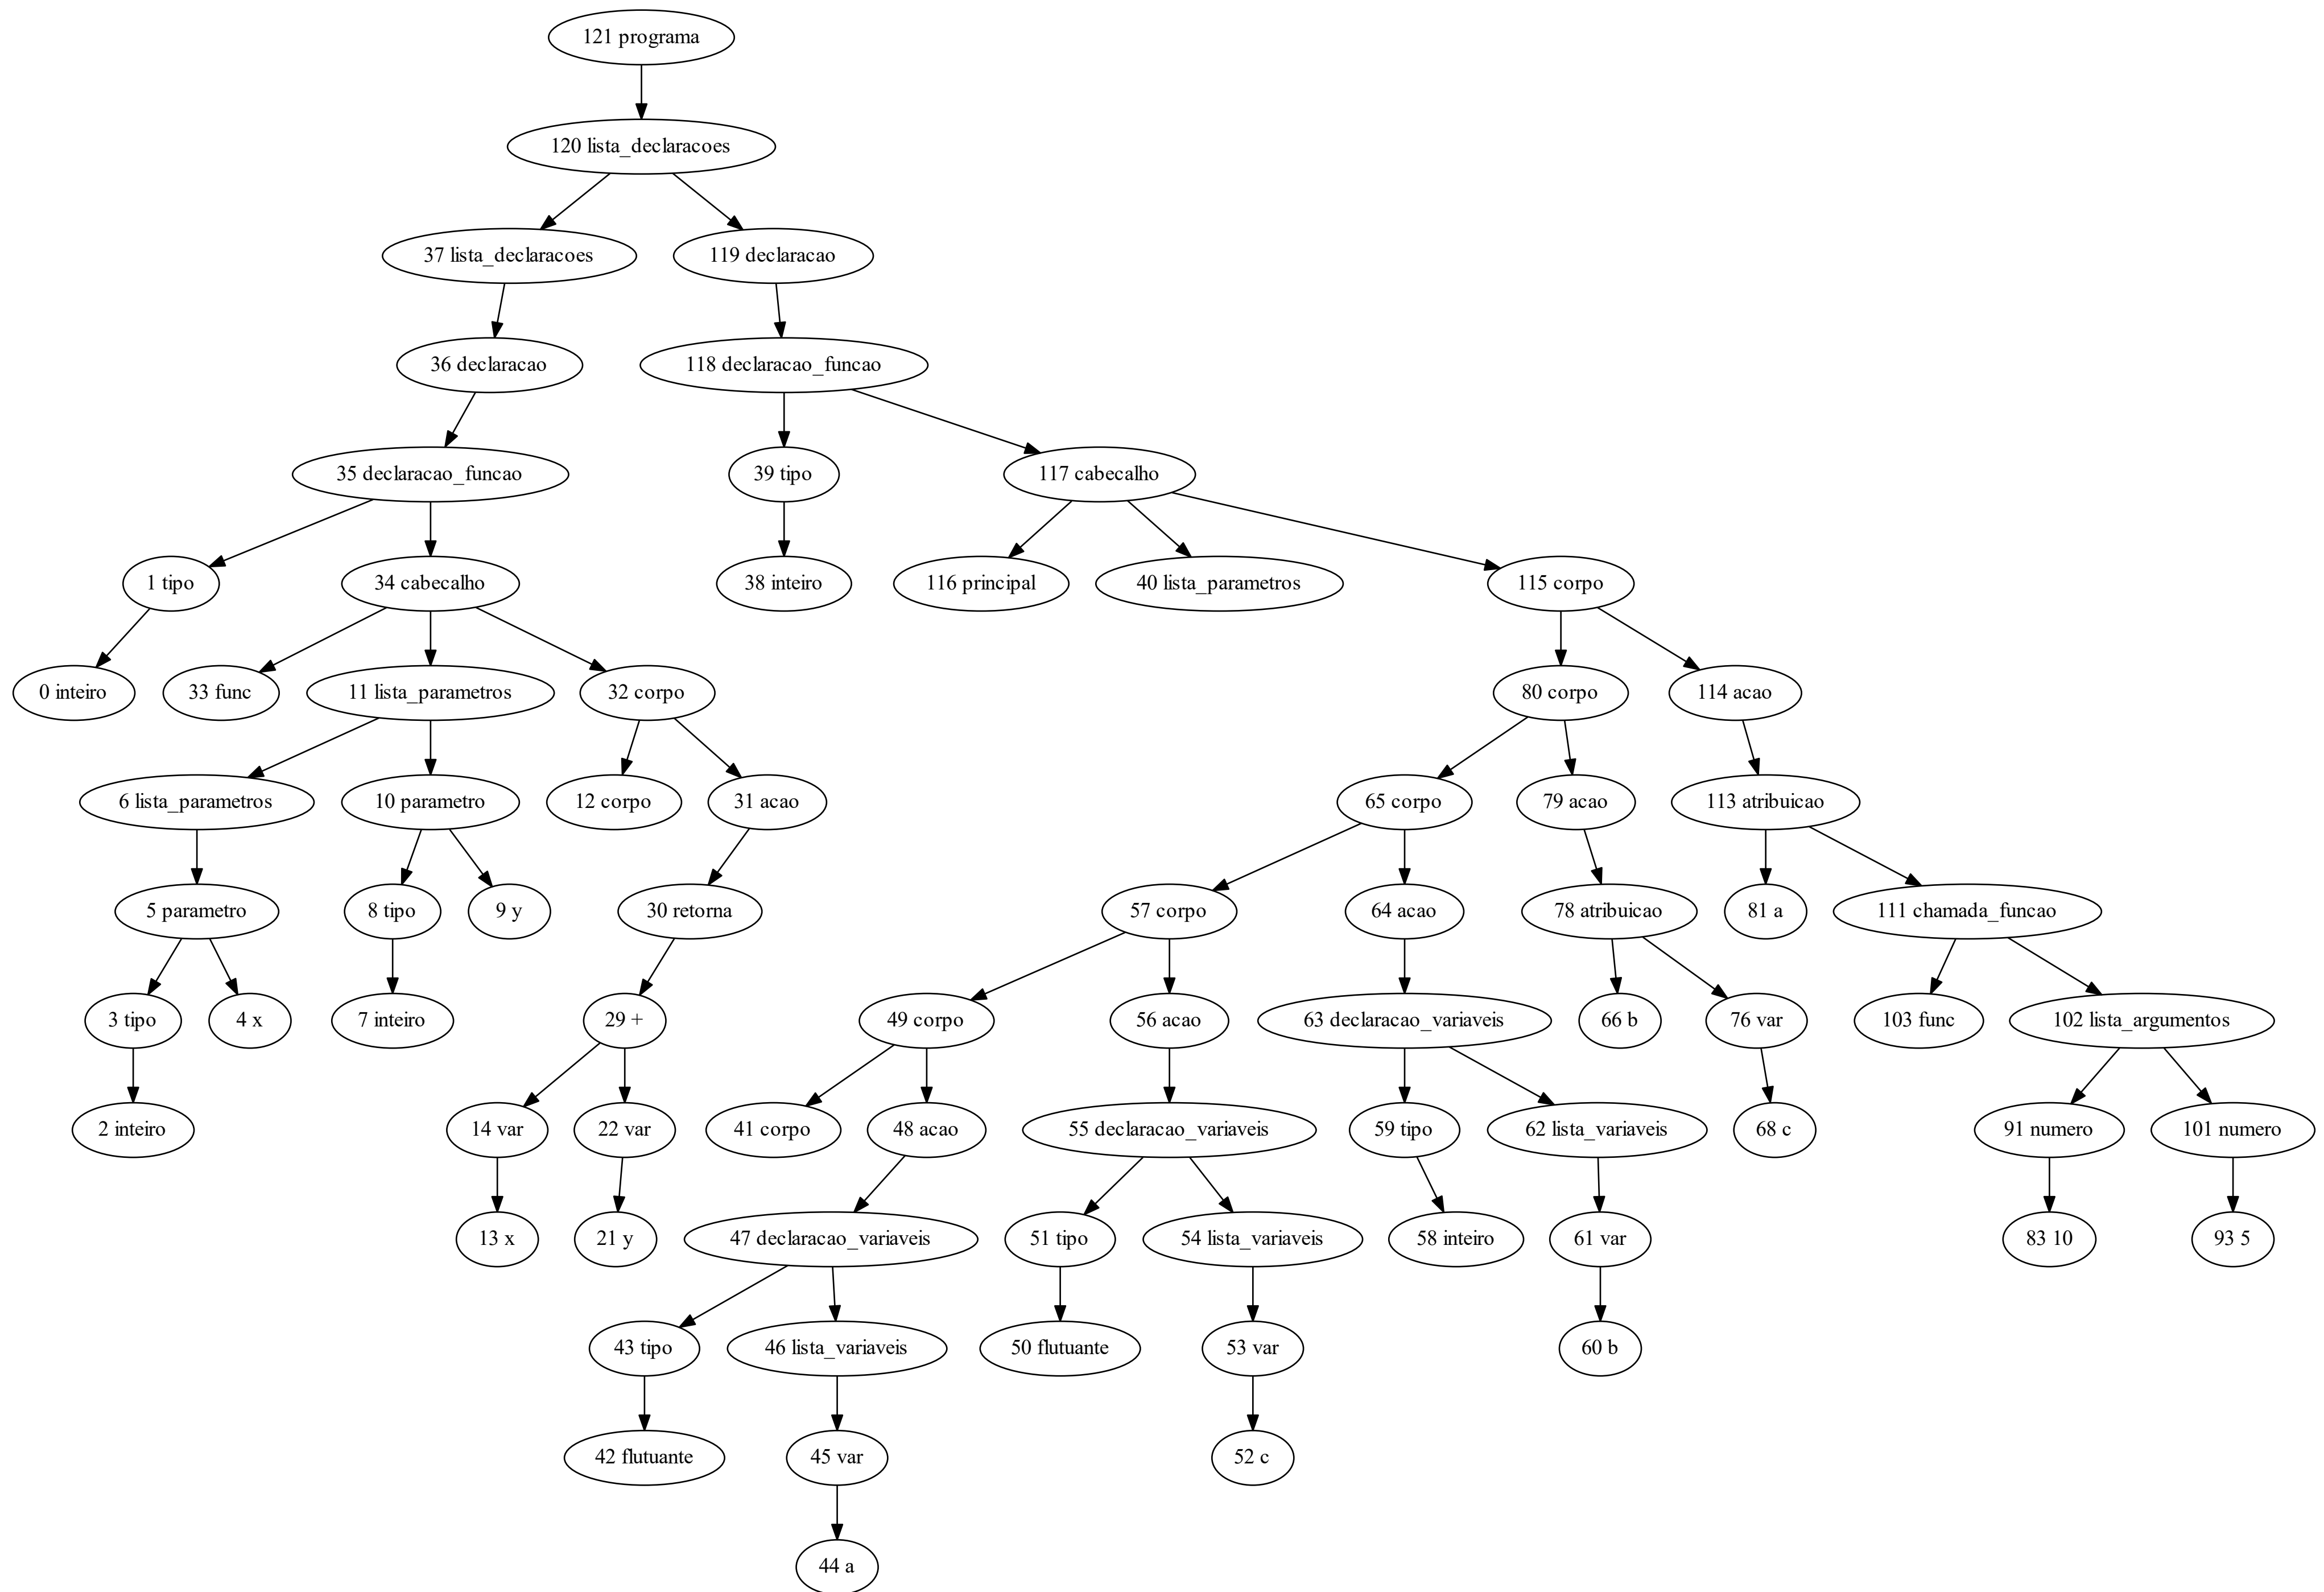 121 programa
120 lista_declaracoes
37 lista_declaracoes
119 declaracao
36 declaracao
118 declaracao_funcao
35 declaracao_funcao
39 tipo
117 cabecalho
1 tipo
34 cabecalho
38 inteiro
116 principal
40 lista_parametros
115 corpo
0 inteiro
33 func
11 lista_parametros
32 corpo
80 corpo
114 acao
6 lista_parametros
10 parametro
12 corpo
31 acao
65 corpo
79 acao
113 atribuicao
5 parametro
8 tipo
9 y
30 retorna
57 corpo
64 acao
78 atribuicao
81 a
111 chamada_funcao
3 tipo
4 x
7 inteiro
29 +
49 corpo
56 acao
63 declaracao_variaveis
66 b
76 var
103 func
102 lista_argumentos
2 inteiro
14 var
22 var
41 corpo
48 acao
55 declaracao_variaveis
59 tipo
62 lista_variaveis
68 c
91 numero
101 numero
13 x
21 y
47 declaracao_variaveis
51 tipo
54 lista_variaveis
58 inteiro
61 var
83 10
93 5
43 tipo
46 lista_variaveis
50 flutuante
53 var
60 b
42 flutuante
45 var
52 c
44 a